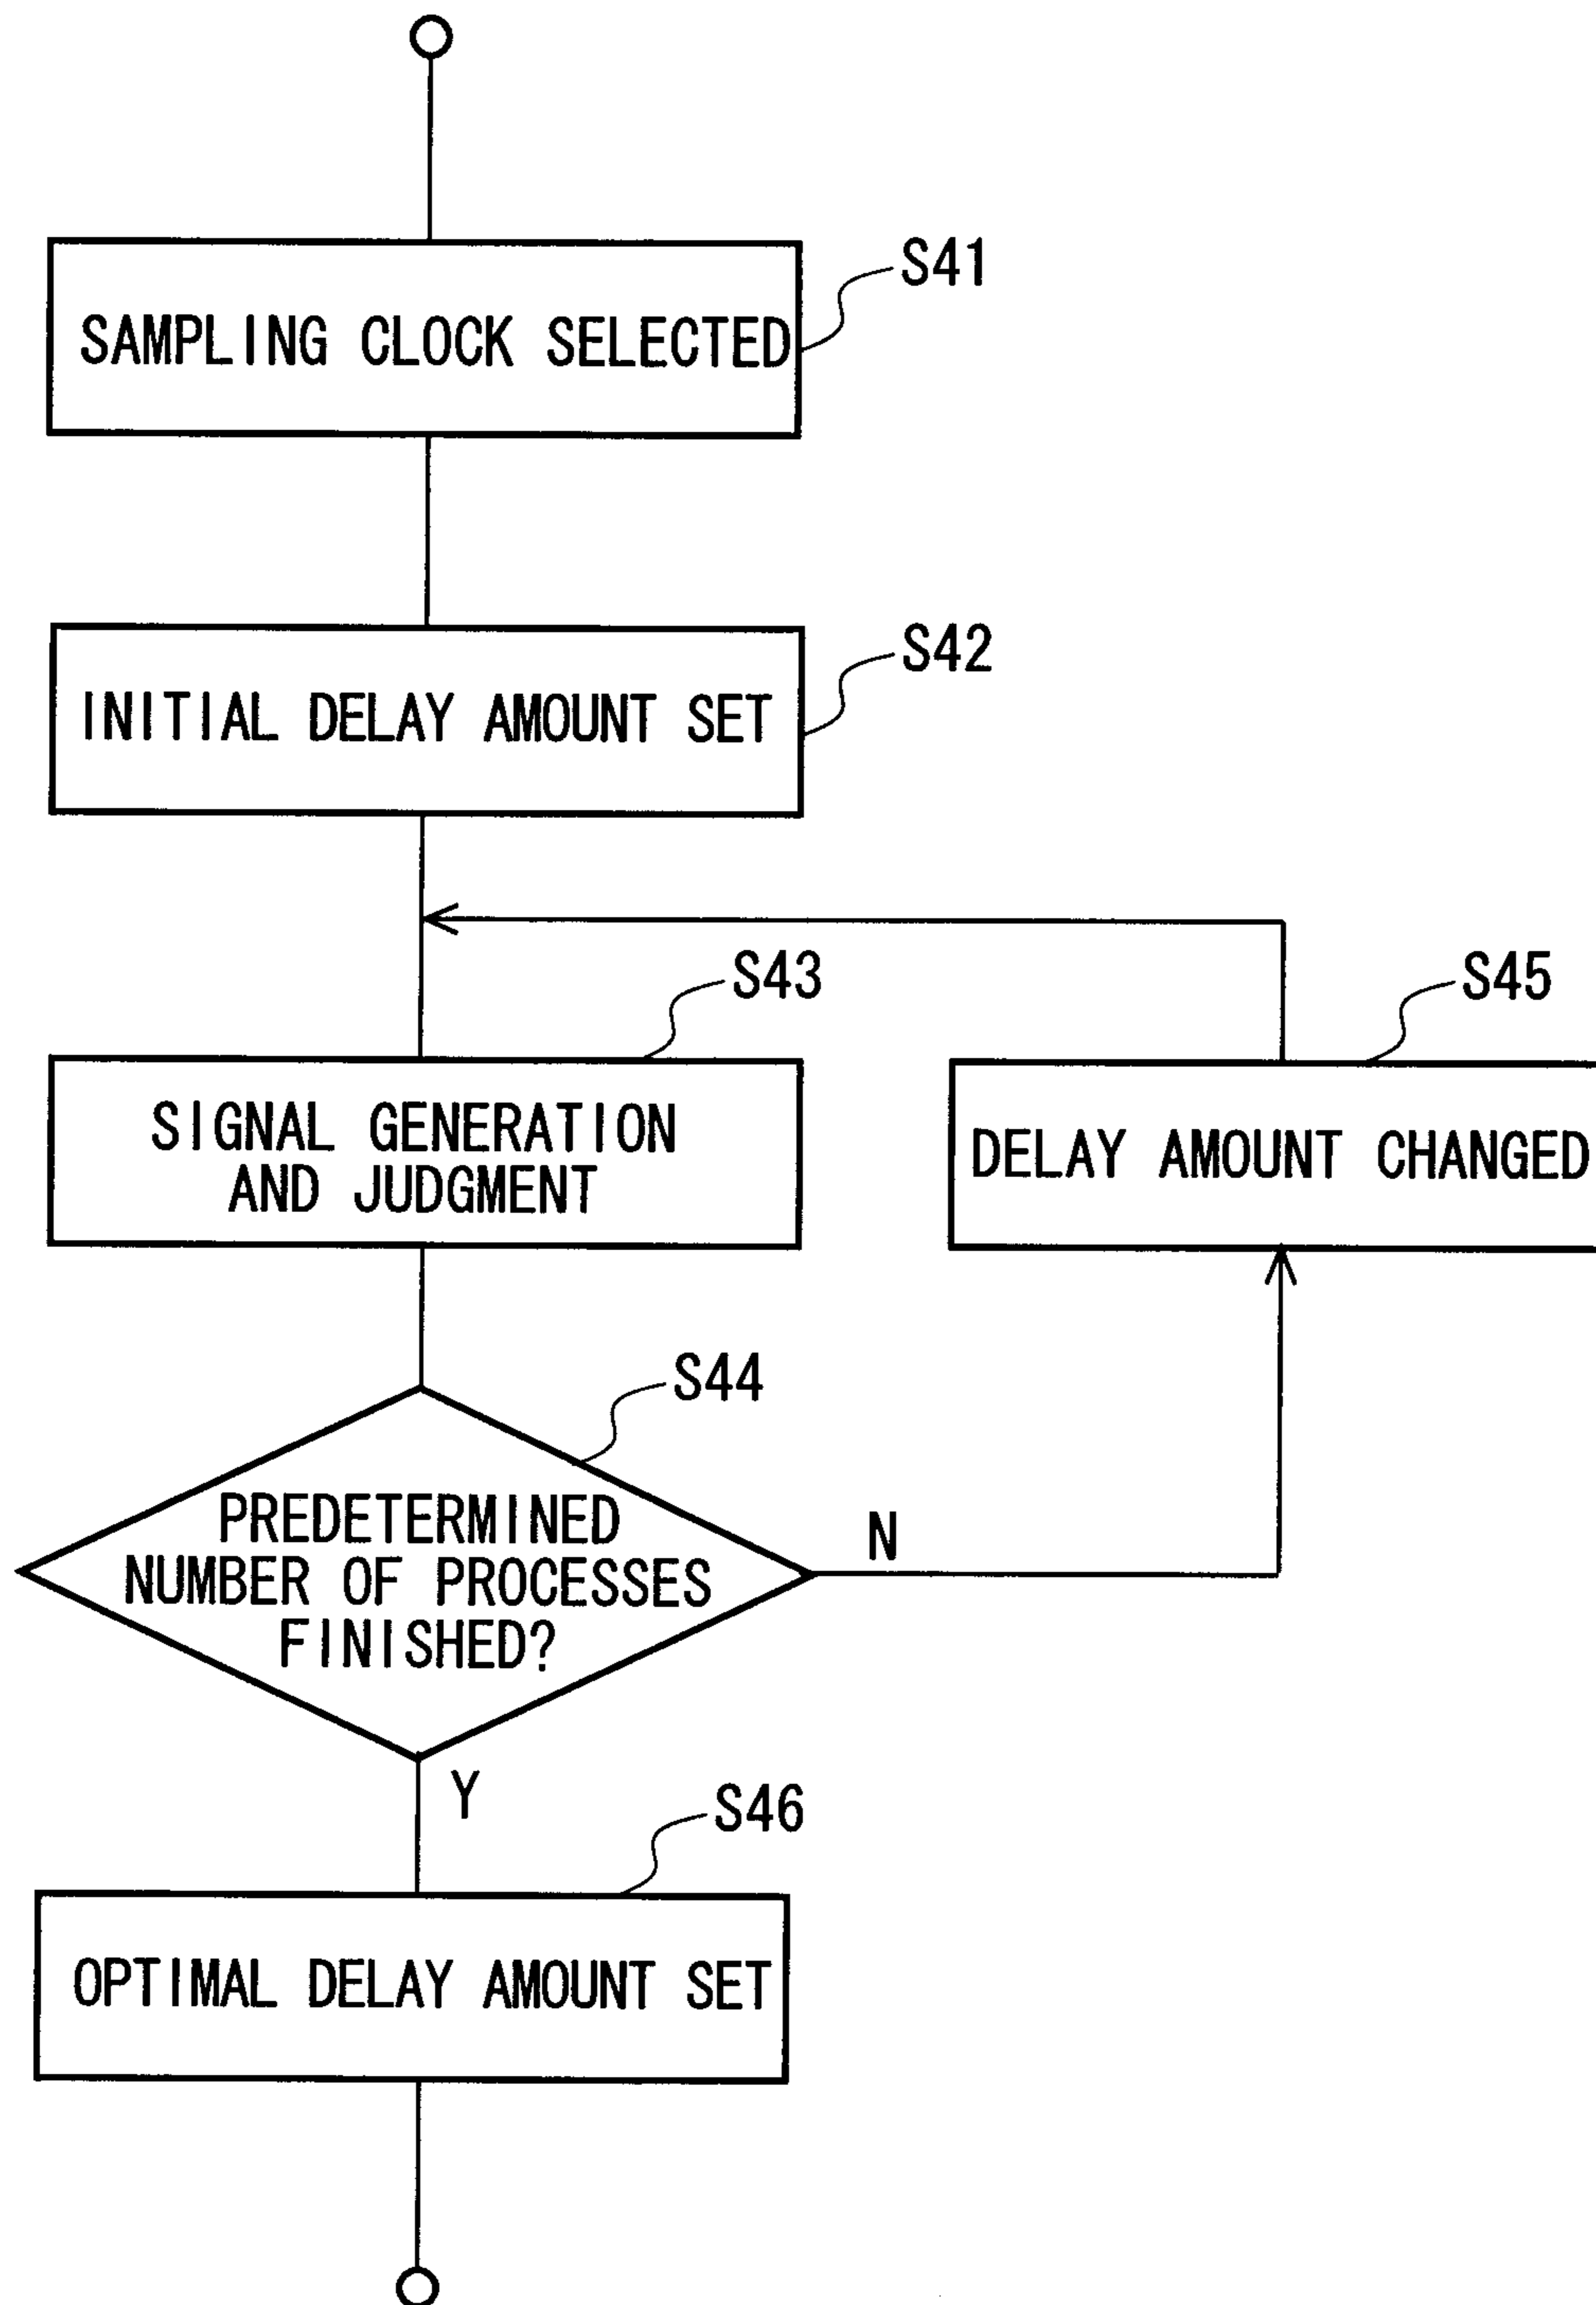 S41
SAMPLING CLOCK SELECTED
S42
INITIAL DELAY AMOUNT SET
S43
SIGNAL GENERATION
AND JUDGMENT
S45
DELAY AMOUNT CHANGED
S44
PREDETERMINED
NUMBER OF PROCESSES
FINISHED?
N
Y
S46
OPTIMAL DELAY AMOUNT SET